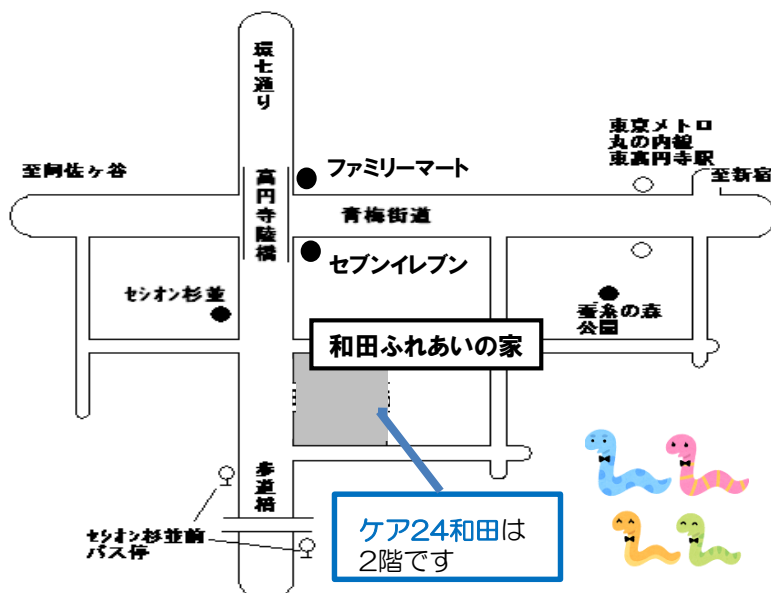 環七通り
東京メトロ
丸の内線
東高円寺駅
至阿佐ヶ谷
ファミリーマート
至新宿
高円寺陸橋
青梅街道
セブンイレブン
セシオン杉並
蚕糸の森
公園
和田ふれあいの家
歩道橋
セシオン杉並前
バス停
ケア24和田は
2階です